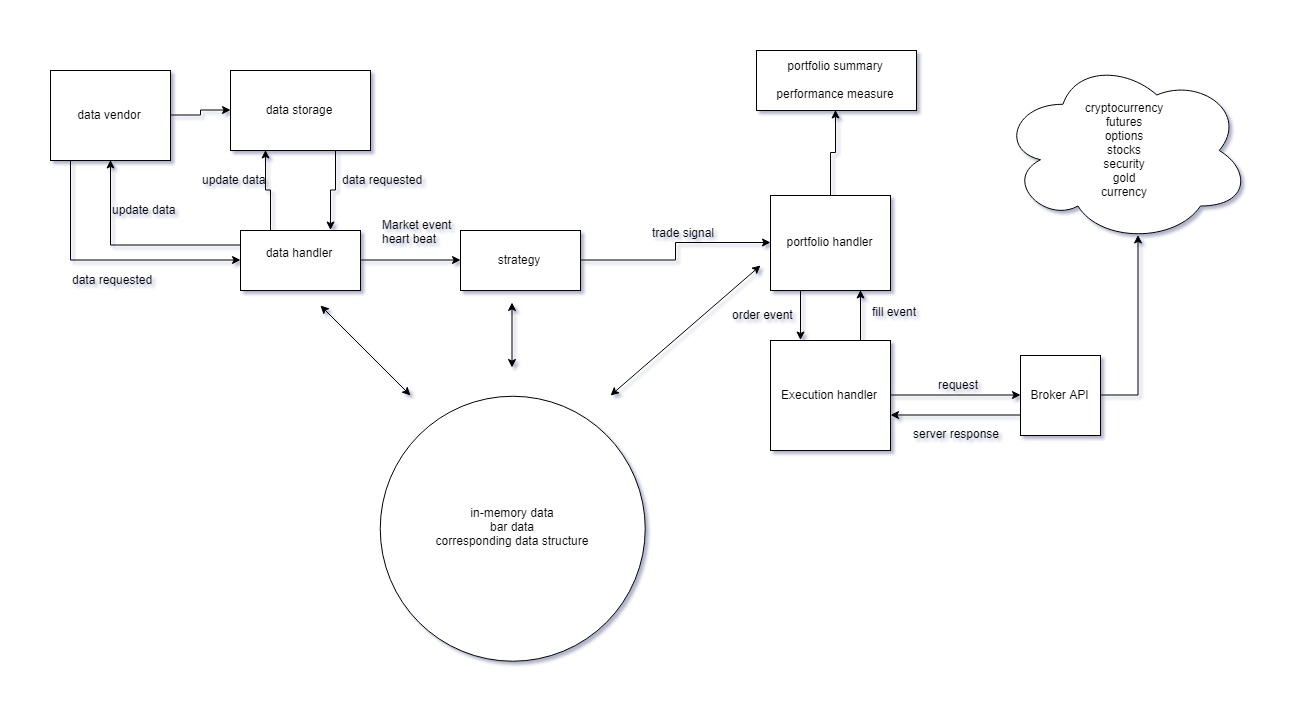 portfolio summary
performance measure
data vendor
data storage
cryptocurrency
futures
options
stocks
security
gold
currency
update data
data requested
update data
data requested
Market event
heart beat
data handler
strategy
trade signal
portfolio handler
order event
fill event
Execution handler
request
server response
Broker API
in-memory data
bar data
corresponding data structure